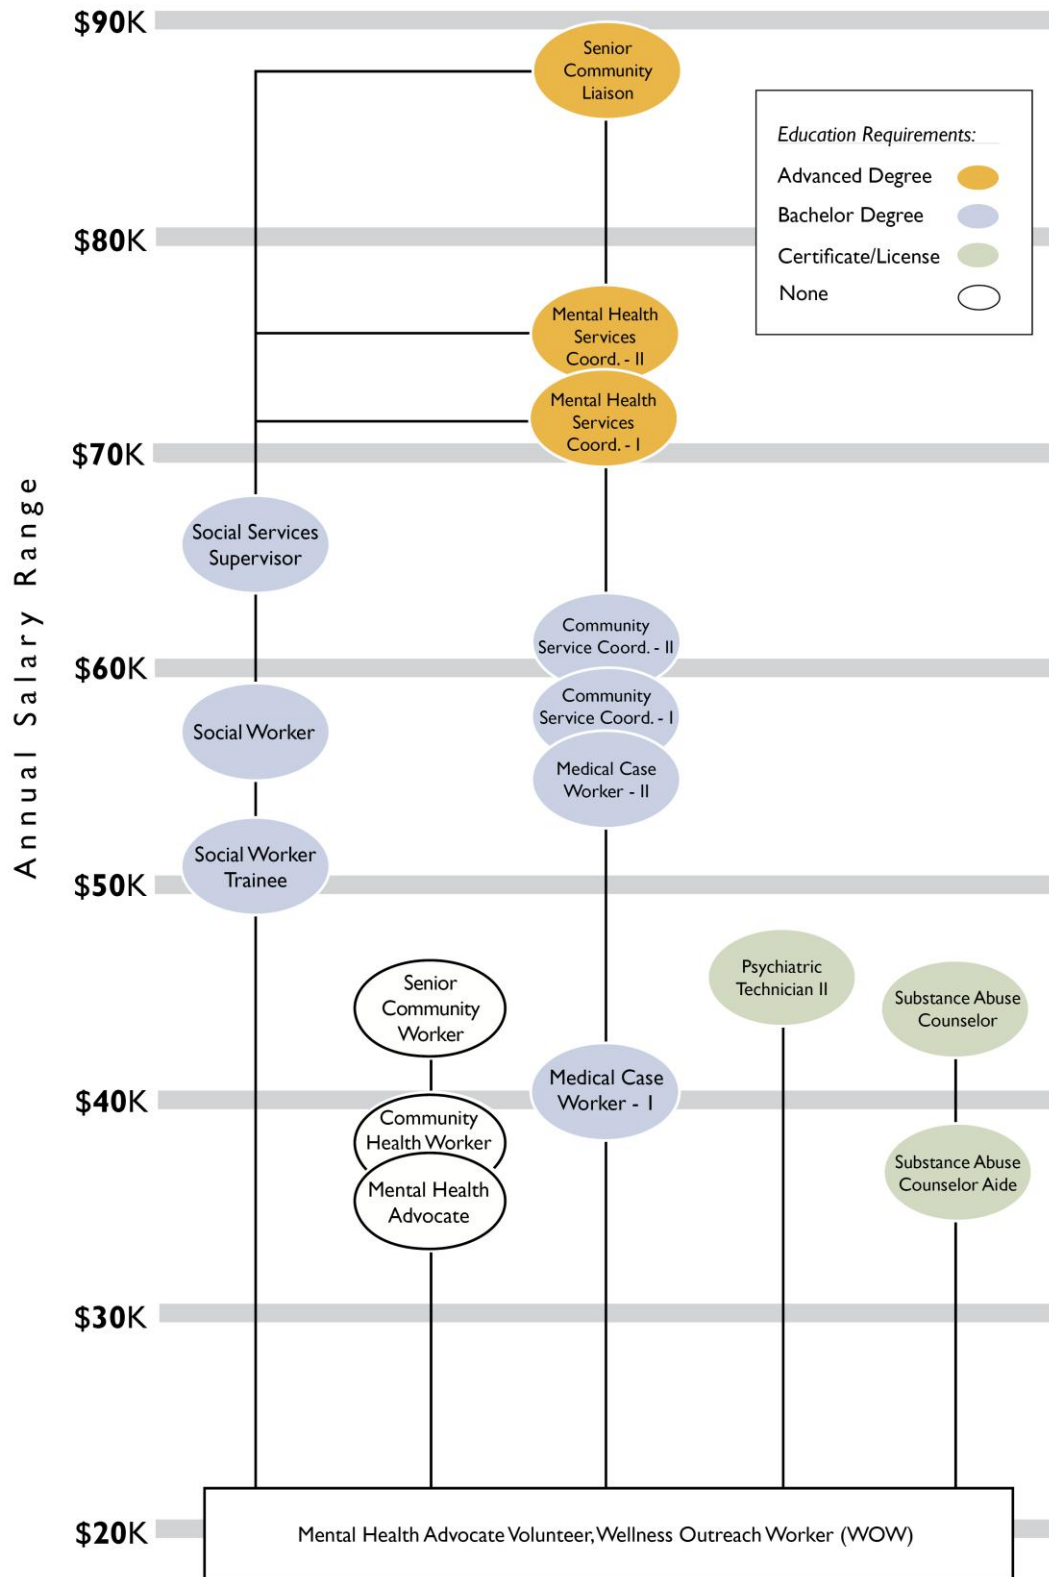 $90K
Senior
Community
Liaison
Education Requirements:
Advanced Degree
Bachelor Degree
Certificate/License
None
$80K
Mental Health
Services
Coord. - II
Mental Health
Services
Coord. - I
$70K
Annual Salary Range
Social Services
Supervisor
Community
Service Coord. - II
$60K
Community
Service Coord. - I
Social Worker
Medical Case
Worker - II
Social Worker
Trainee
$50K
Senior
Community
Worker
Psychiatric
Technician II
Substance Abuse
Counselor
Medical Case
Worker - I
$40K
Community
Health Worker
Mental Health
Advocate
Substance Abuse
Counselor Aide
$30K
$20K
Mental Health Advocate Volunteer, Wellness Outreach Worker (WOW)